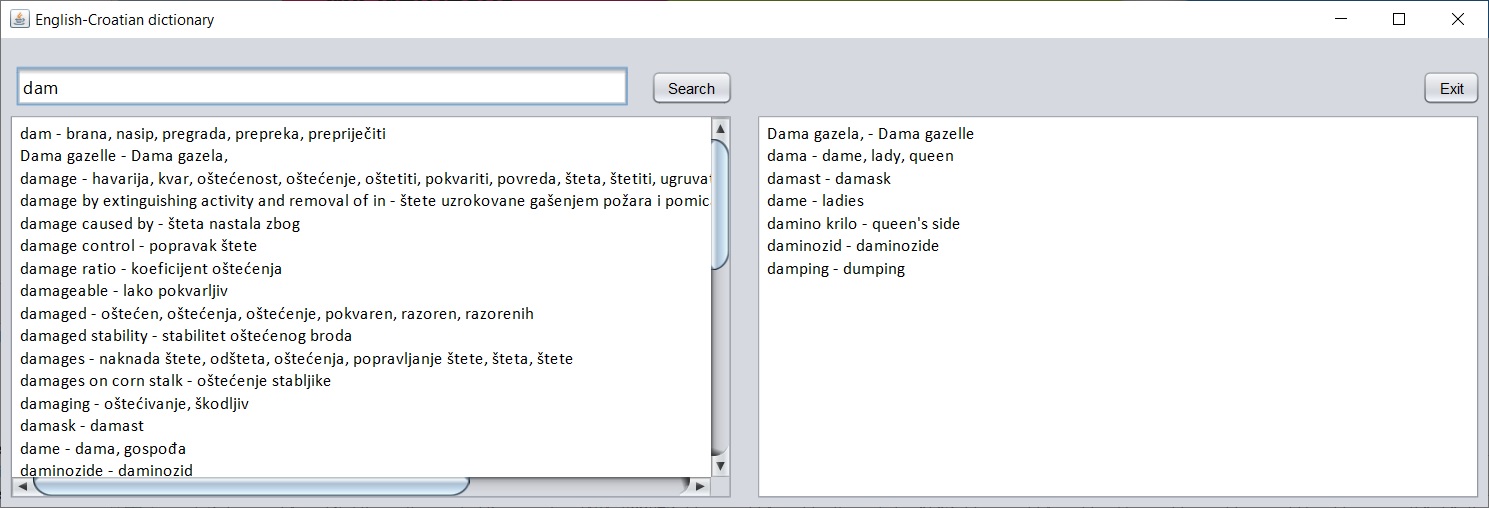 English-Croatian dictionary
dam
Search
Exit
dam - brana, nasip, pregrada, prepreka, prepriječiti
Dama gazelle - Dama gazela,
damage - havarija, kvar, oštećenost, oštećenje, oštetiti, pokvariti, povreda, šteta, štetiti, ugruvat
damage by extinguishing activity and removal of in - štete uzrokovane gašenjem požara i pomic
damage caused by - šteta nastala zbog
damage control - popravak štete
damage ratio - koeficijent oštećenja
damageable - lako pokvarljiv
damaged - oštećen, oštećenja, oštećenje, pokvaren, razoren, razorenih
damaged stability - stabilitet oštećenog broda
damages - naknada štete, odšteta, oštećenja, popravljanje štete, šteta, štete
damages on corn stalk - oštećenje stabljike
damaging - oštećivanje, škodljiv
damask - damast
dame - dama, gospođa
daminozide - daminozid
Dama gazela, - Dama gazelle
dama - dame, lady, queen
damast - damask
dame - ladies
damino krilo - queen's side
daminozid - daminozide
damping - dumping